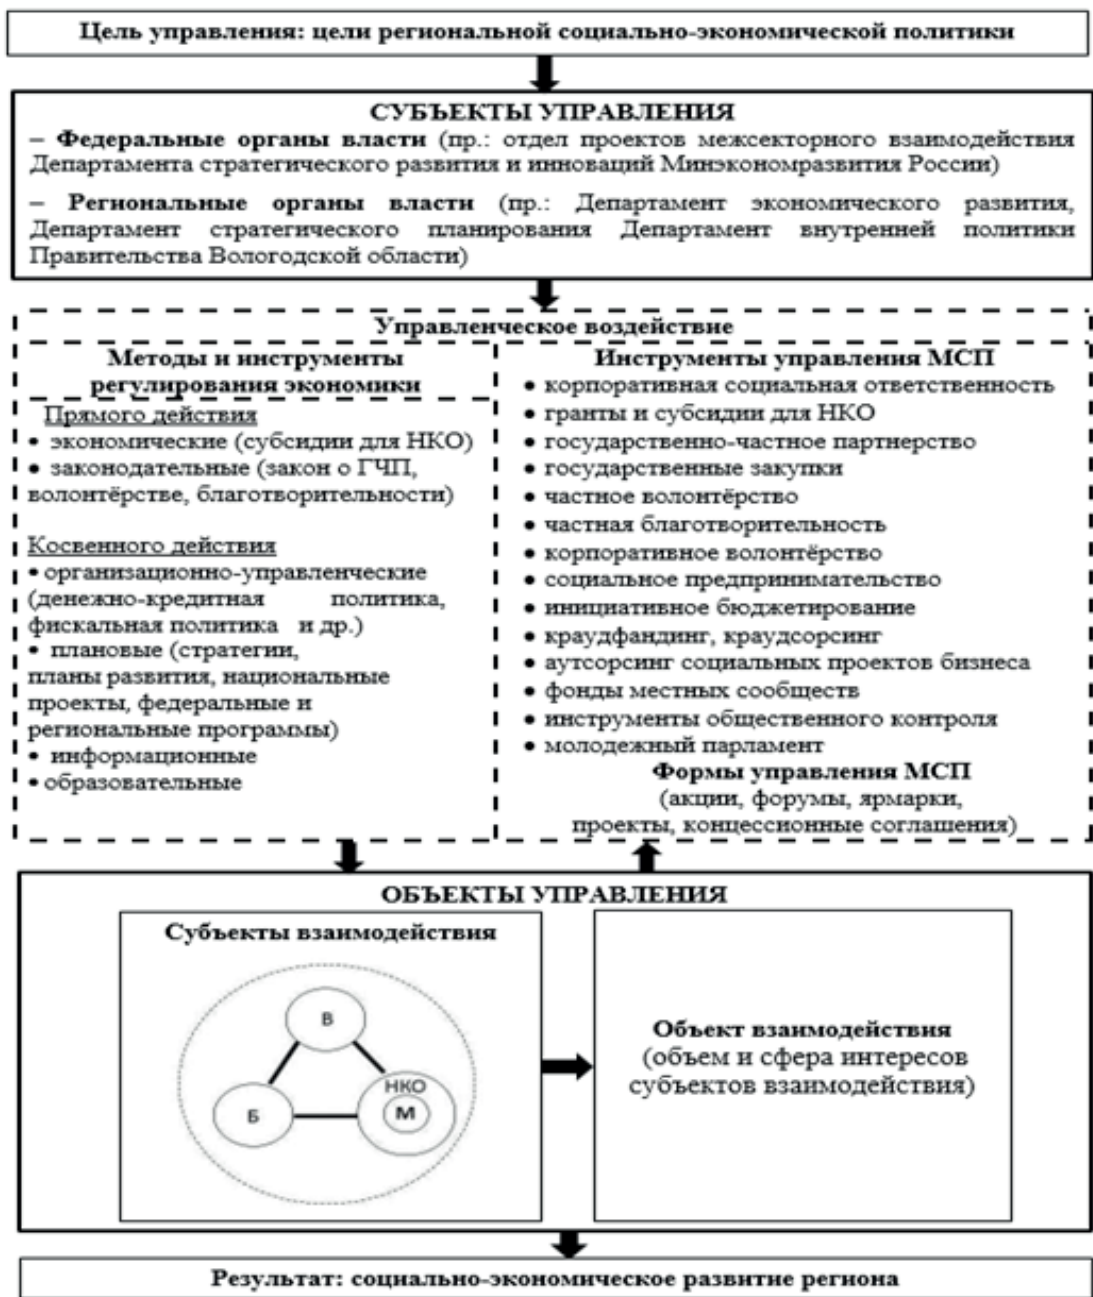 Цель управления: цели региональной социально-экономической политики
СУБЪЕКТЫ УПРАВЛЕНИЯ
– Федеральные органы власти (пр.: отдел проектов межсекторного взаимодействия
Департамента стратегического развития и инноваций Минэкономразвития России)
– Региональные органы власти (пр.: Департамент экономического развития,
Департамент стратегического планирования Департамент внутренней политики
Правительства Вологодской области)
Управленческое воздействие
Методы и инструменты
регулирования экономики
Прямого действия
• экономические (субсидии для НКО)
• законодательные (закон о ГЧП,
волонтёрстве, благотворительности)
Косвенного действия
• организационно-управленческие
(денежно-кредитная политика,
фискальная политика и др.)
• плановые (стратегии,
планы развития, национальные
проекты, федеральные и
региональные программы)
• информационные
• образовательные
Инструменты управления МСП
• корпоративная социальная ответственность
• гранты и субсидии для НКО
• государственно-частное партнерство
• государственные закупки
• частное волонтёрство
• частная благотворительность
• корпоративное волонтёрство
• социальное предпринимательство
• инициативное бюджетирование
• краудфандинг, краудсорсинг
• аутсорсинг социальных проектов бизнеса
• фонды местных сообществ
• инструменты общественного контроля
• молодежный парламент
Формы управления МСП
(акции, форумы, ярмарки,
проекты, концессионные соглашения)
ОБЪЕКТЫ УПРАВЛЕНИЯ
Субъекты взаимодействия
В
Б
НКО
М
Объект взаимодействия
(объем и сфера интересов
субъектов взаимодействия)
Результат: социально-экономическое развитие региона